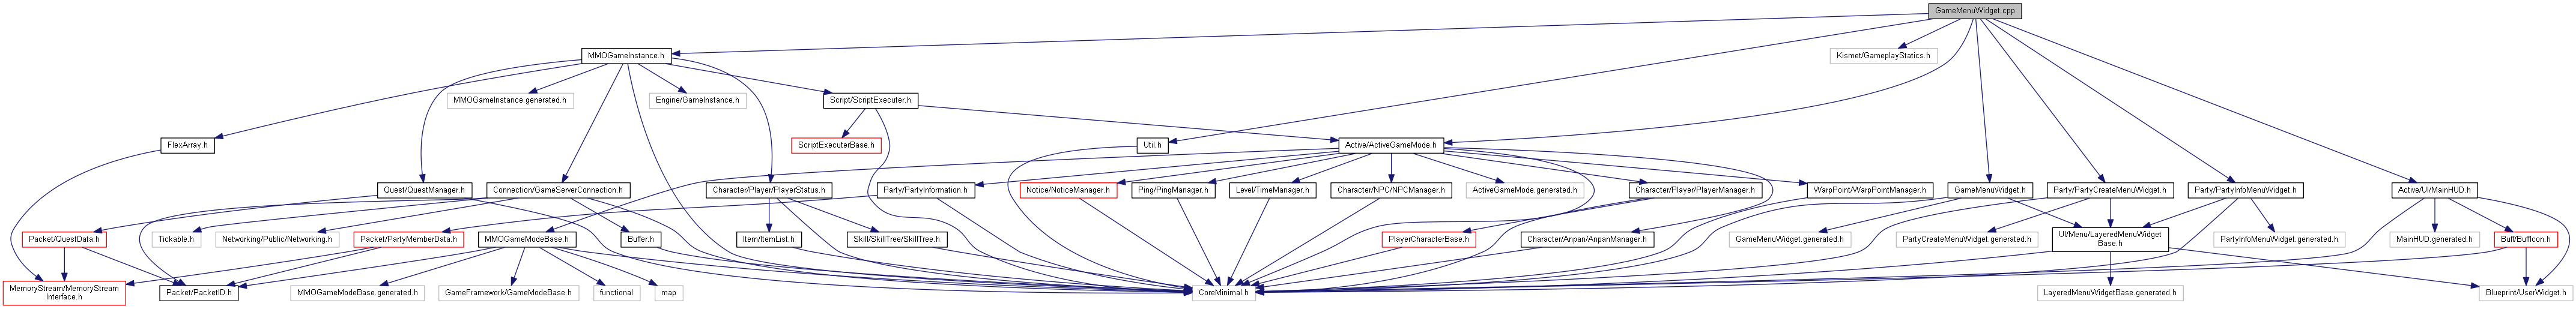 GameMenuWidget.cpp
MMOGameInstance.h
Kismet/GameplayStatics.h
MMOGameInstance.generated.h
Engine/GameInstance.h
Script/ScriptExecuter.h
FlexArray.h
ScriptExecuterBase.h
Util.h
Active/ActiveGameMode.h
Quest/QuestManager.h
Connection/GameServerConnection.h
Character/Player/PlayerStatus.h
Party/PartyInformation.h
Notice/NoticeManager.h
Ping/PingManager.h
Level/TimeManager.h
Character/NPC/NPCManager.h
ActiveGameMode.generated.h
Character/Player/PlayerManager.h
WarpPoint/WarpPointManager.h
GameMenuWidget.h
Party/PartyCreateMenuWidget.h
Party/PartyInfoMenuWidget.h
Active/UI/MainHUD.h
Packet/QuestData.h
Tickable.h
Networking/Public/Networking.h
Packet/PartyMemberData.h
MMOGameModeBase.h
Buffer.h
Item/ItemList.h
Skill/SkillTree/SkillTree.h
PlayerCharacterBase.h
Character/Anpan/AnpanManager.h
GameMenuWidget.generated.h
PartyCreateMenuWidget.generated.h
UI/Menu/LayeredMenuWidget
Base.h
PartyInfoMenuWidget.generated.h
MainHUD.generated.h
Buff/BuffIcon.h
MemoryStream/MemoryStream
Interface.h
Packet/PacketID.h
MMOGameModeBase.generated.h
GameFramework/GameModeBase.h
functional
map
CoreMinimal.h
LayeredMenuWidgetBase.generated.h
Blueprint/UserWidget.h